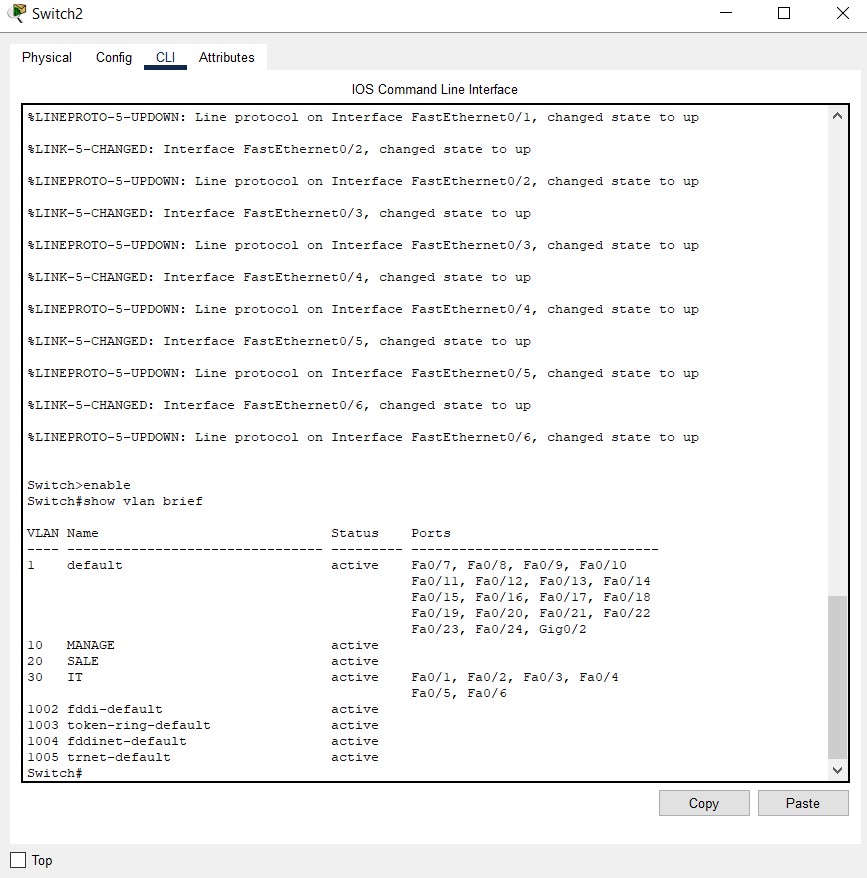 Switch2
Physical Config CLI Attributes
IOS Command Line Interface
%LINEPROTO-5-UPDOWN: Line protocol on Interface FastEthernet0/1, changed state to up
%LINK-5-CHANGED: Interface FastEthernet0/2, changed state to up
%LINEPROTO-5-UPDOWN: Line protocol on Interface FastEthernet0/2, changed state to up
%LINK-5-CHANGED: Interface FastEthernet0/3, changed state to up
%LINEPROTO-5-UPDOWN: Line protocol on Interface FastEthernet0/3, changed state to up
%LINK-5-CHANGED: Interface FastEthernet0/4, changed state to up
%LINEPROTO-5-UPDOWN: Line protocol on Interface FastEthernet0/4, changed state to up
%LINK-5-CHANGED: Interface FastEthernet0/5, changed state to up
%LINEPROTO-5-UPDOWN: Line protocol on Interface FastEthernet0/5, changed state to up
%LINK-5-CHANGED: Interface FastEthernet0/6, changed state to up
%LINEPROTO-5-UPDOWN: Line protocol on Interface FastEthernet0/6, changed state to up
Switch>enable
Switch#show vlan brief
VLAN Name                             Status    Ports
---- -------------------------------- --------- -------------------------------
1    default                          active    Fa0/7, Fa0/8, Fa0/9, Fa0/10
                                                Fa0/11, Fa0/12, Fa0/13, Fa0/14
                                                Fa0/15, Fa0/16, Fa0/17, Fa0/18
                                                Fa0/19, Fa0/20, Fa0/21, Fa0/22
                                                Fa0/23, Fa0/24, Gig0/2
10   MANAGE                           active
20   SALE                             active
30   IT                               active    Fa0/1, Fa0/2, Fa0/3, Fa0/4
                                                Fa0/5, Fa0/6
1002 fddi-default                     active
1003 token-ring-default               active
1004 fddinet-default                  active
1005 trnet-default                    active
Switch#
Copy Paste
Top